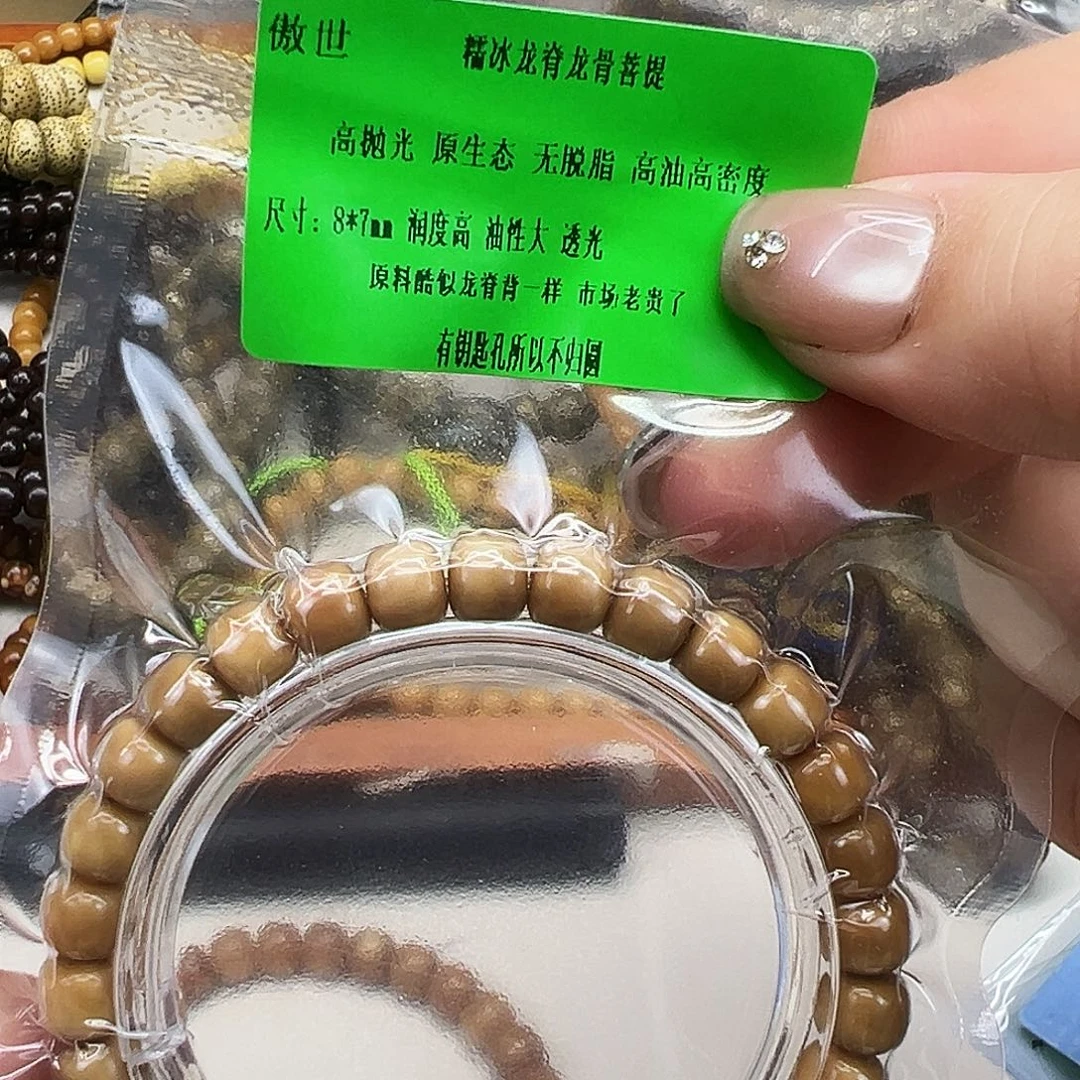 傲世 糯冰龙脊龙骨菩提
高抛光 原生态 无脱脂 高油高密度
尺寸：8*7mm 润度高 油性大 透光
原料酷似龙脊背一样 市场老贵了
有钥匙孔所以不归圆